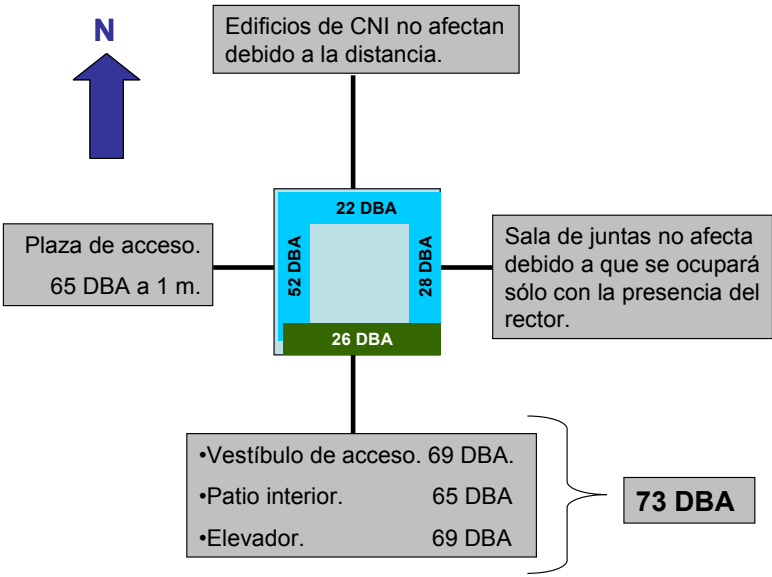 N
Edificios de CNI no afectan
debido a la distancia.
Plaza de acceso.
65 DBA a 1 m.
22 DBA
52 DBA
28 DBA
26 DBA
Sala de juntas no afecta
debido a que se ocupará
sólo con la presencia del
rector.
•Vestíbulo de acceso. 69 DBA.
•Patio interior. 65 DBA
•Elevador. 69 DBA
73 DBA